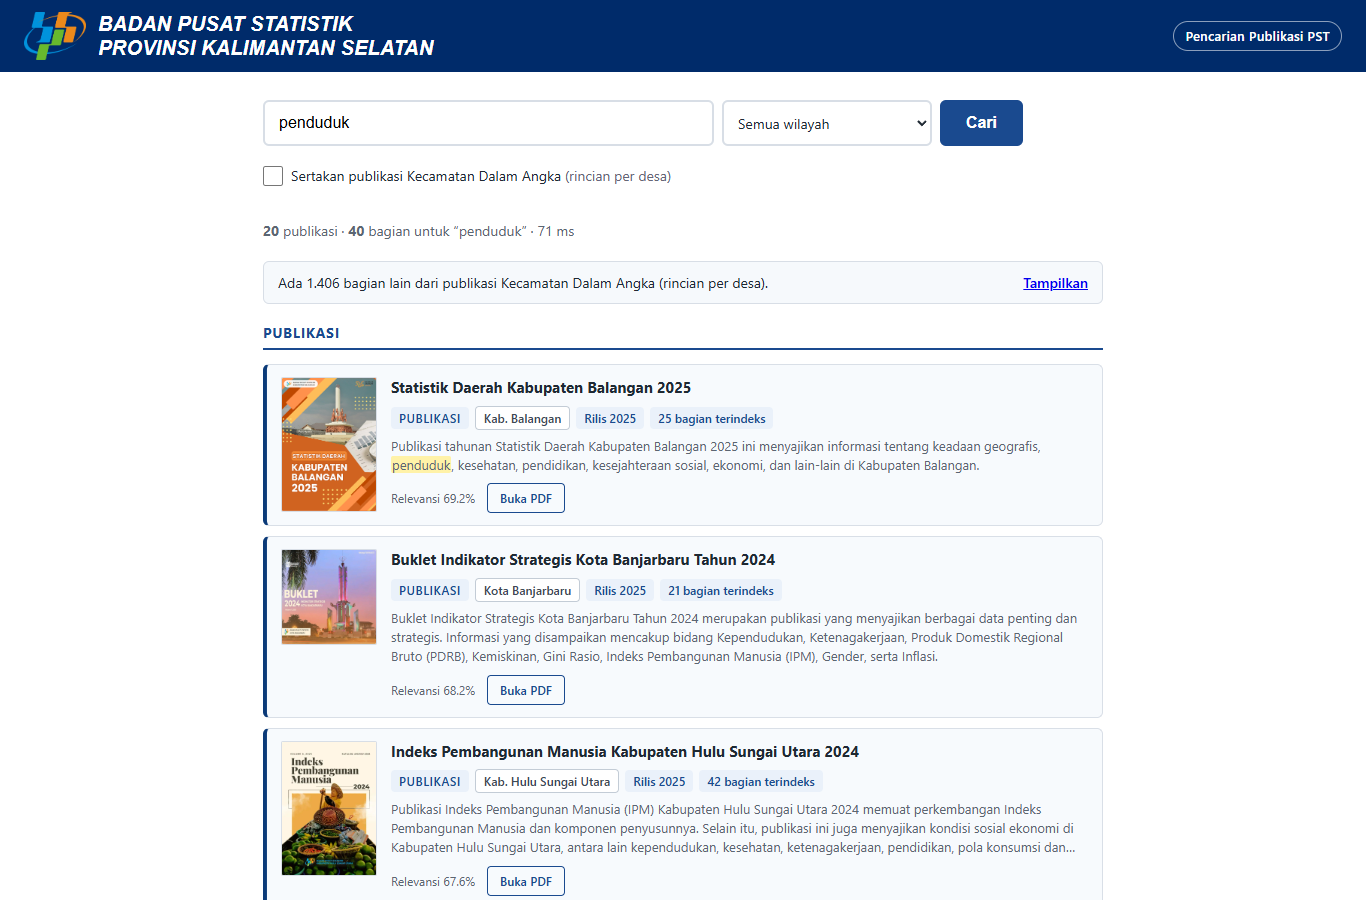 BADAN PUSAT STATISTIK
PROVINSI KALIMANTAN SELATAN
Pencarian Publikasi PST
penduduk
Semua wilayah
Cari
Sertakan publikasi Kecamatan Dalam Angka (rincian per desa)
20 publikasi · 40 bagian untuk “penduduk” · 71 ms
Ada 1.406 bagian lain dari publikasi Kecamatan Dalam Angka (rincian per desa).
Tampilkan
PUBLIKASI
STATISTIK DAERAH
KABUPATEN
BALANGAN
2025
Statistik Daerah Kabupaten Balangan 2025
PUBLIKASI
Kab. Balangan
Rilis 2025
25 bagian terindeks
Publikasi tahunan Statistik Daerah Kabupaten Balangan 2025 ini menyajikan informasi tentang keadaan geografis,
penduduk, kesehatan, pendidikan, kesejahteraan sosial, ekonomi, dan lain-lain di Kabupaten Balangan.
Relevansi 69.2%
Buka PDF
BUKLET
2024
Buklet Indikator Strategis Kota Banjarbaru Tahun 2024
PUBLIKASI
Kota Banjarbaru
Rilis 2025
21 bagian terindeks
Buklet Indikator Strategis Kota Banjarbaru Tahun 2024 merupakan publikasi yang menyajikan berbagai data penting dan
strategis. Informasi yang disampaikan mencakup bidang Kependudukan, Ketenagakerjaan, Produk Domestik Regional
Bruto (PDRB), Kemiskinan, Gini Rasio, Indeks Pembangunan Manusia (IPM), Gender, serta Inflasi.
Relevansi 68.2%
Buka PDF
Indeks
Pembangunan
Manusia
2024
Indeks Pembangunan Manusia Kabupaten Hulu Sungai Utara 2024
PUBLIKASI
Kab. Hulu Sungai Utara
Rilis 2025
42 bagian terindeks
Publikasi Indeks Pembangunan Manusia (IPM) Kabupaten Hulu Sungai Utara 2024 memuat perkembangan Indeks
Pembangunan Manusia dan komponen penyusunnya. Selain itu, publikasi ini juga menyajikan kondisi sosial ekonomi di
Kabupaten Hulu Sungai Utara, antara lain kependudukan, kesehatan, ketenagakerjaan, pendidikan, pola konsumsi dan...
Relevansi 67.6%
Buka PDF